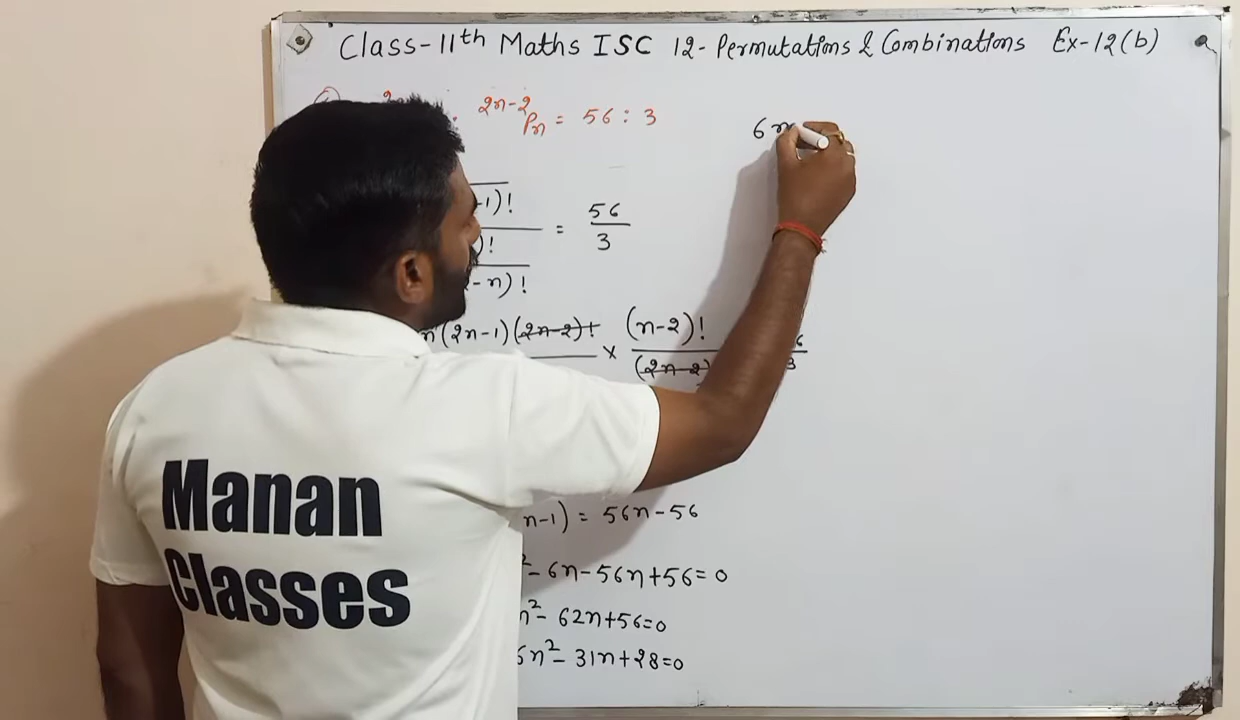 Class-11th Maths ISC 12- Permutations & Combinations Ex-12(b)
2n-2Pn = 56 : 3
6n
-1)!
)!
-n)!
= 56/3
n(2n-1)(2n-2)! × (n-2)!
(2n-2)
n-1) = 56n-56
2-6n-56n+56=0
n²-62n+56=0
6n²-31n+28=0
Manan
Classes